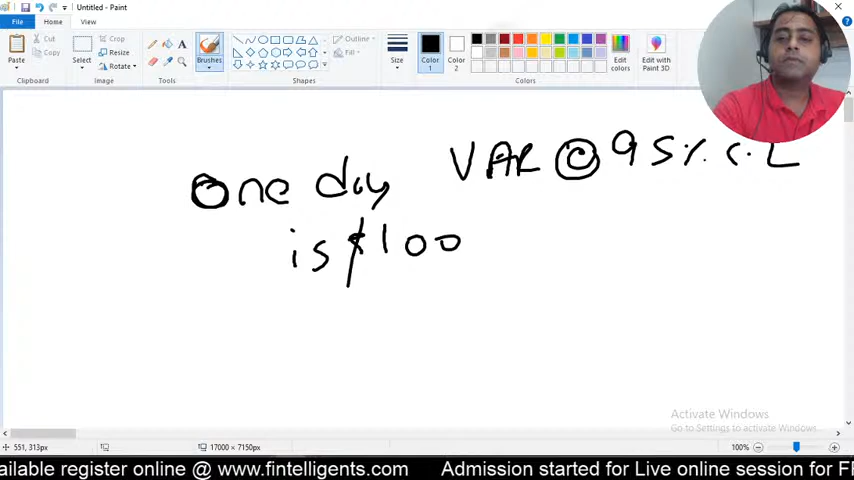 Untitled - Paint
File Home View
Paste
Cut
Copy
Clipboard
Select
Crop
Resize
Rotate
Image
Tools
Brushes
Outline
Fill
Shapes
Size
Color 1
Color 2
Edit colors
Edit with Paint 3D
Colors
One day VAR @ 95%. C.L
is $100
Activate Windows
Go to Settings to activate Windows.
551, 313px
17000 × 7150px
100%
ailable register online @ www.fintelligents.com Admission started for Live online session for F